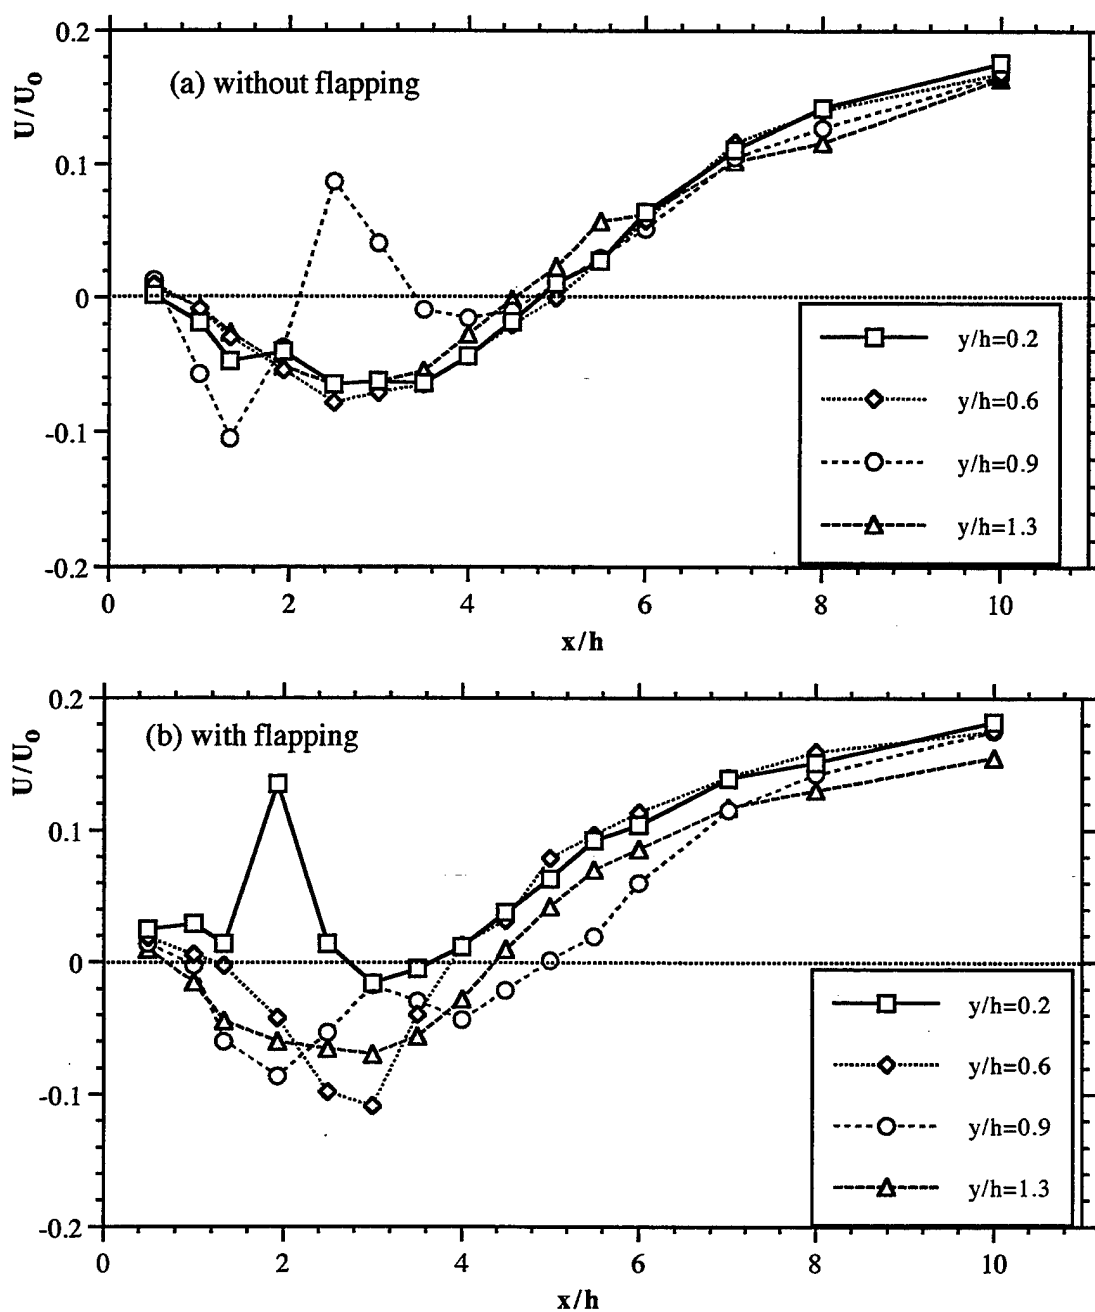 0.2
(a) without flapping
U/U0
0.1
0
y/h=0.2
y/h=0.6
-0.1
y/h=0.9
y/h=1.3
-0.2
0 2 4 6 8 10
x/h
0.2
(b) with flapping
U/U0
0.1
0
y/h=0.2
y/h=0.6
-0.1
y/h=0.9
y/h=1.3
-0.2
0 2 4 6 8 10
x/h